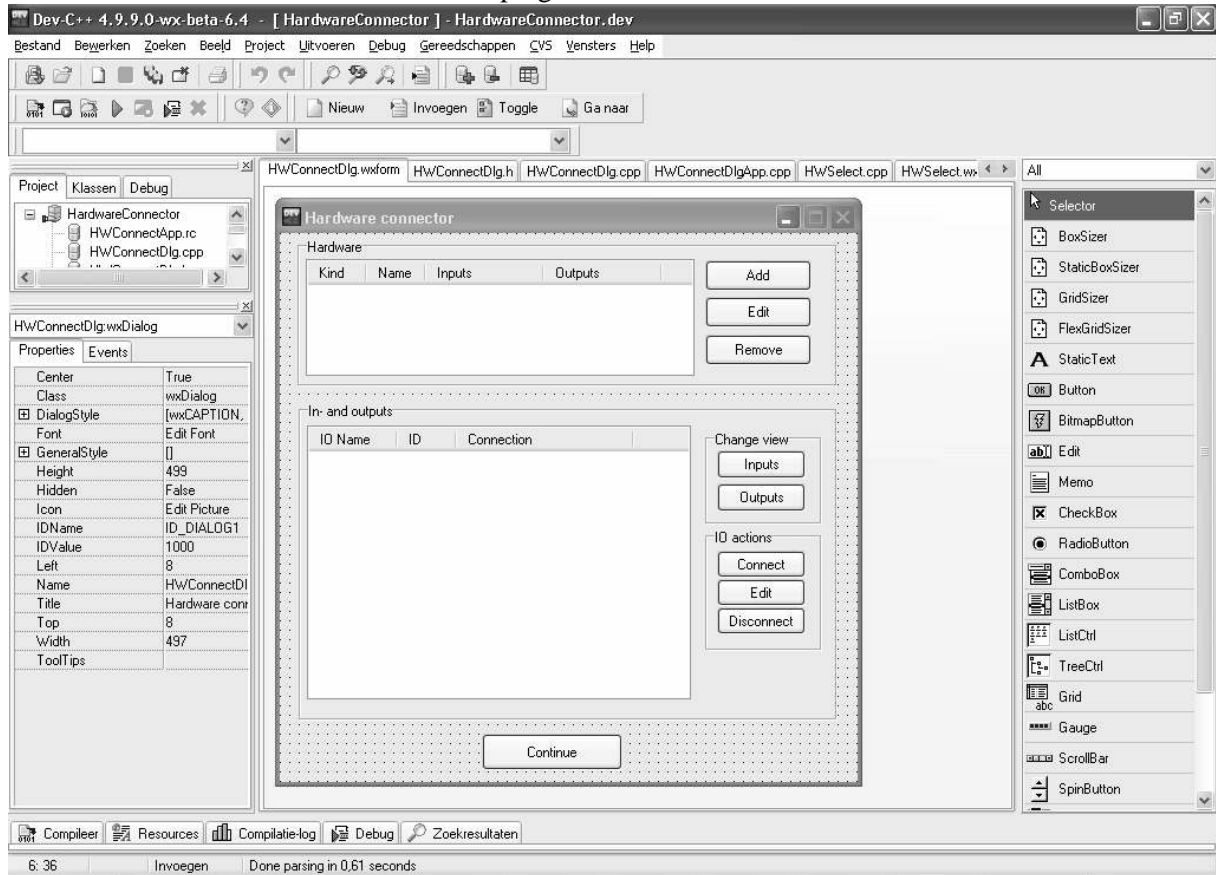 Dev-C++ 4.9.9.0-wx-beta-6.4 - [ HardwareConnector ] - HardwareConnector.dev
Bestand Bewerken Zoeken Beeld Project Uitvoeren Debug Gereedschappen CVS Vensters Help
Nieuw Invoegen Toggle Ga naar
HWConnectDlg.wxform HWConnectDlg.h HWConnectDlg.cpp HWConnectDlgApp.cpp HWSelect.cpp HWSelect.wx
Project Klassen Debug
HardwareConnector
HWConnectApp.rc
HWConnectDlg.cpp
HWConnectDlg:wxDialog
Properties Events
Center True
Class wxDialog
DialogStyle [wxCAPTION,
Font Edit Font
GeneralStyle []
Height 499
Hidden False
Icon Edit Picture
IDName ID_DIALOG1
IDValue 1000
Left 8
Name HWConnectDl
Title Hardware conr
Top 8
Width 497
ToolTips
Hardware connector
Hardware
Kind Name Inputs Outputs
Add
Edit
Remove
In- and outputs
IO Name ID Connection
Change view
Inputs
Outputs
IO actions
Connect
Edit
Disconnect
Continue
All
Selector
BoxSizer
StaticBoxSizer
GridSizer
FlexGridSizer
A StaticText
OK Button
BitmapButton
abI Edit
Memo
CheckBox
RadioButton
ComboBox
ListBox
ListCtrl
TreeCtrl
abc Grid
Gauge
ScrollBar
SpinButton
Compileer Resources Compilatie-log Debug Zoekresultaten
6: 36 Invoegen Done parsing in 0,61 seconds